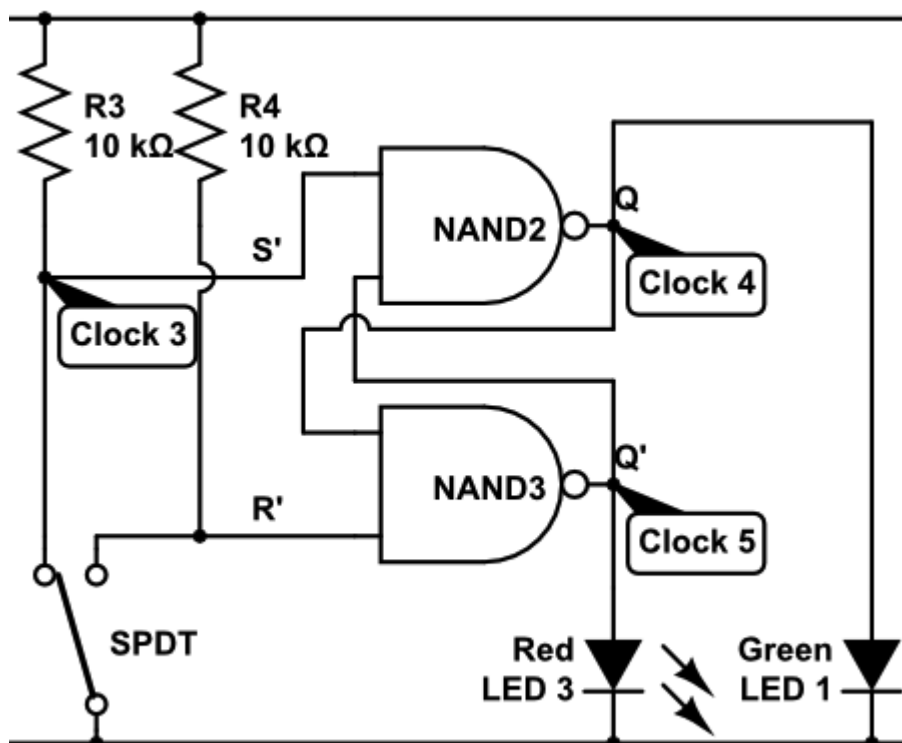 R3
10 kΩ
R4
10 kΩ
S'
NAND2
Q
Clock 4
Clock 3
R'
NAND3
Q'
Clock 5
SPDT
Red
LED 3
Green
LED 1